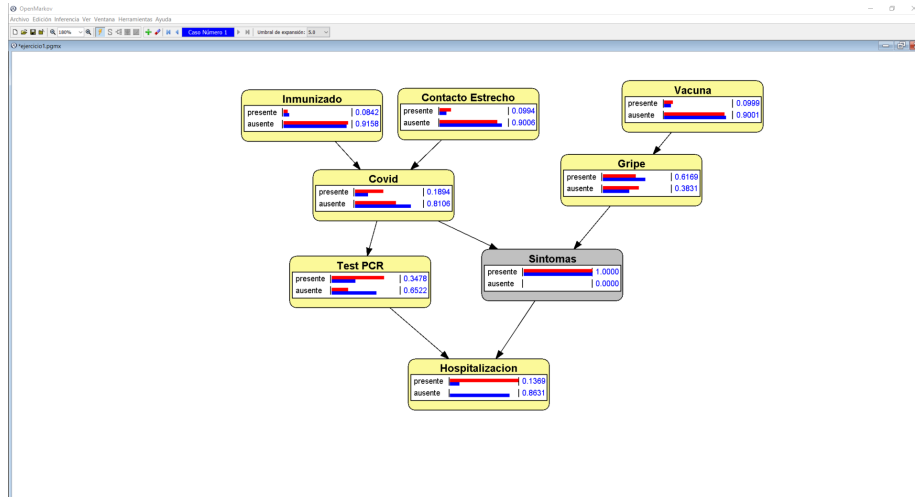 OpenMarkov
Archivo Edición Inferencia Ver Ventana Herramientas Ayuda
100% Caso Número 1 Umbral de expansión: 5.0
*ejercicio1.pgmx
Inmunizado
presente 0.0842
ausente 0.9158
Contacto Estrecho
presente 0.0994
ausente 0.9006
Vacuna
presente 0.0999
ausente 0.9001
Covid
presente 0.1894
ausente 0.8106
Gripe
presente 0.6169
ausente 0.3831
Test PCR
presente 0.3478
ausente 0.6522
Sintomas
presente 1.0000
ausente 0.0000
Hospitalizacion
presente 0.1369
ausente 0.8631